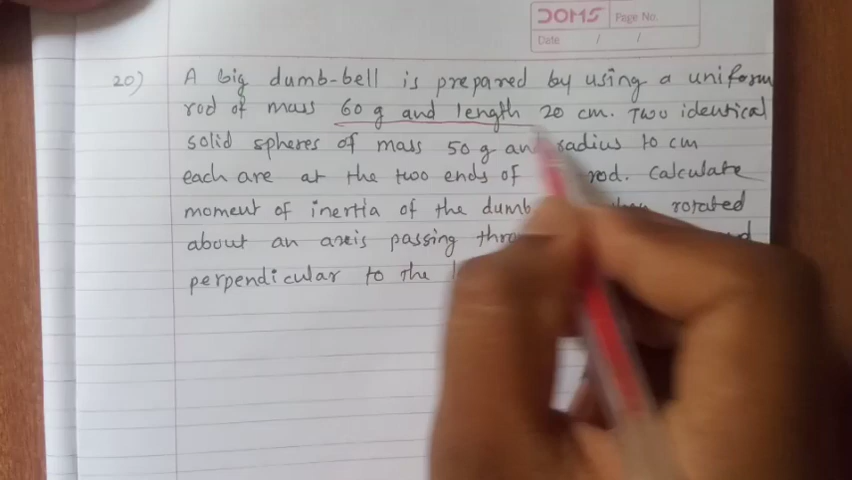 DOMS Page No.
Date / /
20) A big dumb-bell is prepared by using a uniform
rod of mass 60 g and length 20 cm. Two identical
solid spheres of mass 50 g and radius 10 cm
each are at the two ends of rod. Calculate
moment of inertia of the dumb rotated
about an axis passing
perpendicular to the